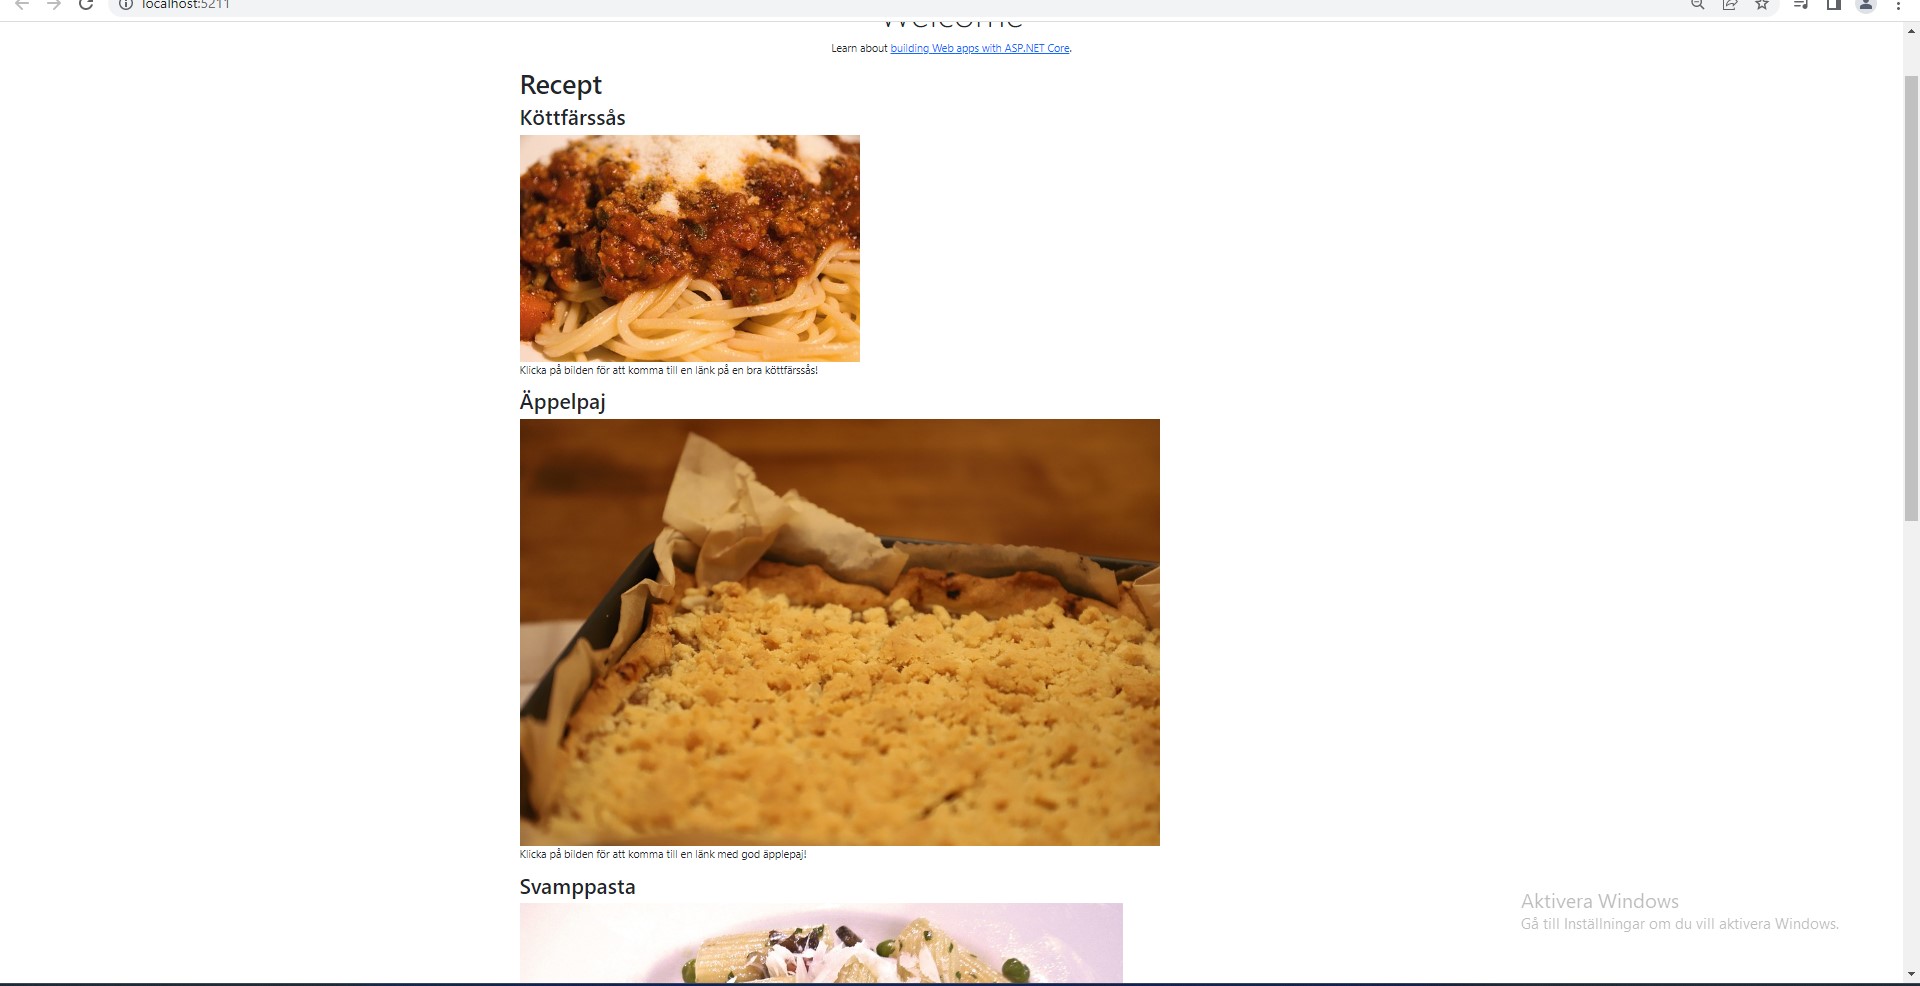 localhost:5211
Welcome
Learn about building Web apps with ASP.NET Core.
Recept
Köttfärssås
Klicka på bilden för att komma till en länk på en bra köttfärssås!
Äppelpaj
Klicka på bilden för att komma till en länk med god äpplepaj!
Svamppasta
Aktivera Windows
Gå till Inställningar om du vill aktivera Windows.